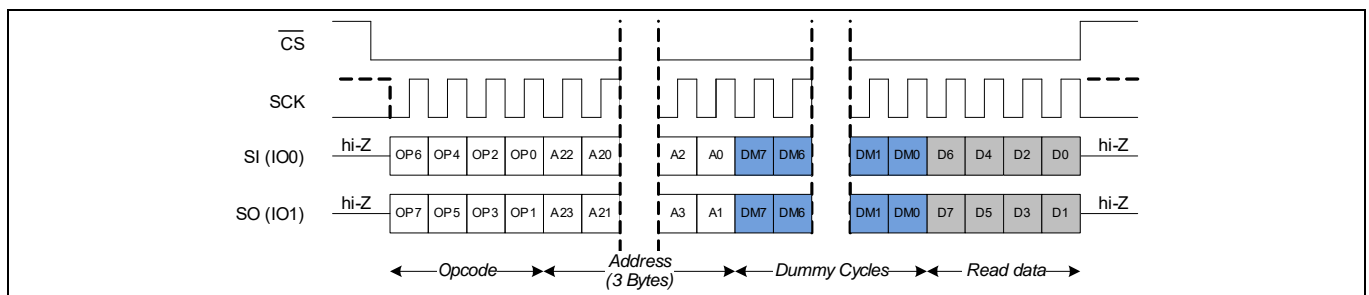 CS
SCK
SI (IO0) hi-Z OP6 OP4 OP2 OP0 A22 A20 A2 A0 DM7 DM6 DM1 DM0 D6 D4 D2 D0 hi-Z
SO (IO1) hi-Z OP7 OP5 OP3 OP1 A23 A21 A3 A1 DM7 DM6 DM1 DM0 D7 D5 D3 D1 hi-Z
Opcode Address Dummy Cycles Read data
(3 Bytes)